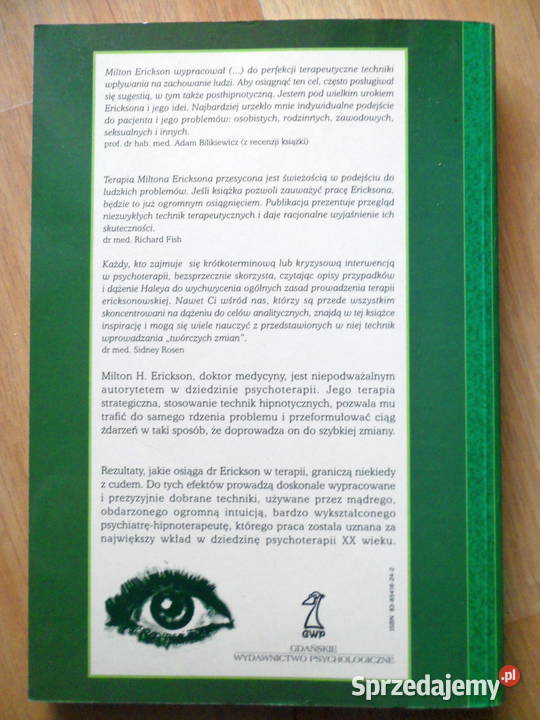 Milton Erickson wypracował (...) do perfekcji terapeutyczne techniki
wpływania na zachowanie ludzi. Aby osiągnąć ten cel, często posługiwał
się sugestią, w tym także posthipnotyczną. Jestem pod wielkim urokiem
Ericksona i jego idei. Najbardziej urzekło mnie indywidualne podejście
do pacjenta i jego problemów: osobistych, rodzinnych, zawodowych,
seksualnych i innych.
prof. dr hab. med. Adam Bilikiewicz (z recenzji książki)
Terapia Miltona Ericksona przesycona jest świeżością w podejściu do
ludzkich problemów. Jeśli książka pozwoli zauważyć pracę Ericksona,
będzie to już ogromnym osiągnięciem. Publikacja prezentuje przegląd
niezwykłych technik terapeutycznych i daje racjonalne wyjaśnienie ich
skuteczności.
dr med. Richard Fish
Każdy, kto zajmuje się krótkoterminową lub kryzysową interwencją
w psychoterapii, bezsprzecznie skorzysta, czytając opisy przypadków
i dążenie Haleya do wychwycenia ogólnych zasad prowadzenia terapii
ericksonowskiej. Nawet Ci wśród nas, którzy są przede wszystkim
skoncentrowani na dążeniu do celów analitycznych, znajdą w tej książce
inspirację i mogą się wiele nauczyć z przedstawionych w niej technik
wprowadzania „twórczych zmian”.
dr med. Sidney Rosen
Milton H. Erickson, doktor medycyny, jest niepodważalnym
autorytetem w dziedzinie psychoterapii. Jego terapia
strategiczna, stosowanie technik hipnotycznych, pozwala mu
trafić do samego rdzenia problemu i przeformułować ciąg
zdarzeń w taki sposób, że doprowadza on do szybkiej zmiany.
Rezultaty, jakie osiąga dr Erickson w terapii, graniczą niekiedy
z cudem. Do tych efektów prowadzą doskonale wypracowane
i prezyzyjnie dobrane techniki, używane przez mądrego,
obdarzonego ogromną intuicją, bardzo wykształconego
psychiatrę-hipnoterapeutę, którego praca została uznana za
największy wkład w dziedzinę psychoterapii XX wieku.
ISBN 83-85416-24-2
GWP
GDAŃSKIE
WYDAWNICTWO PSYCHOLOGICZNE
Sprzedajemy.pl